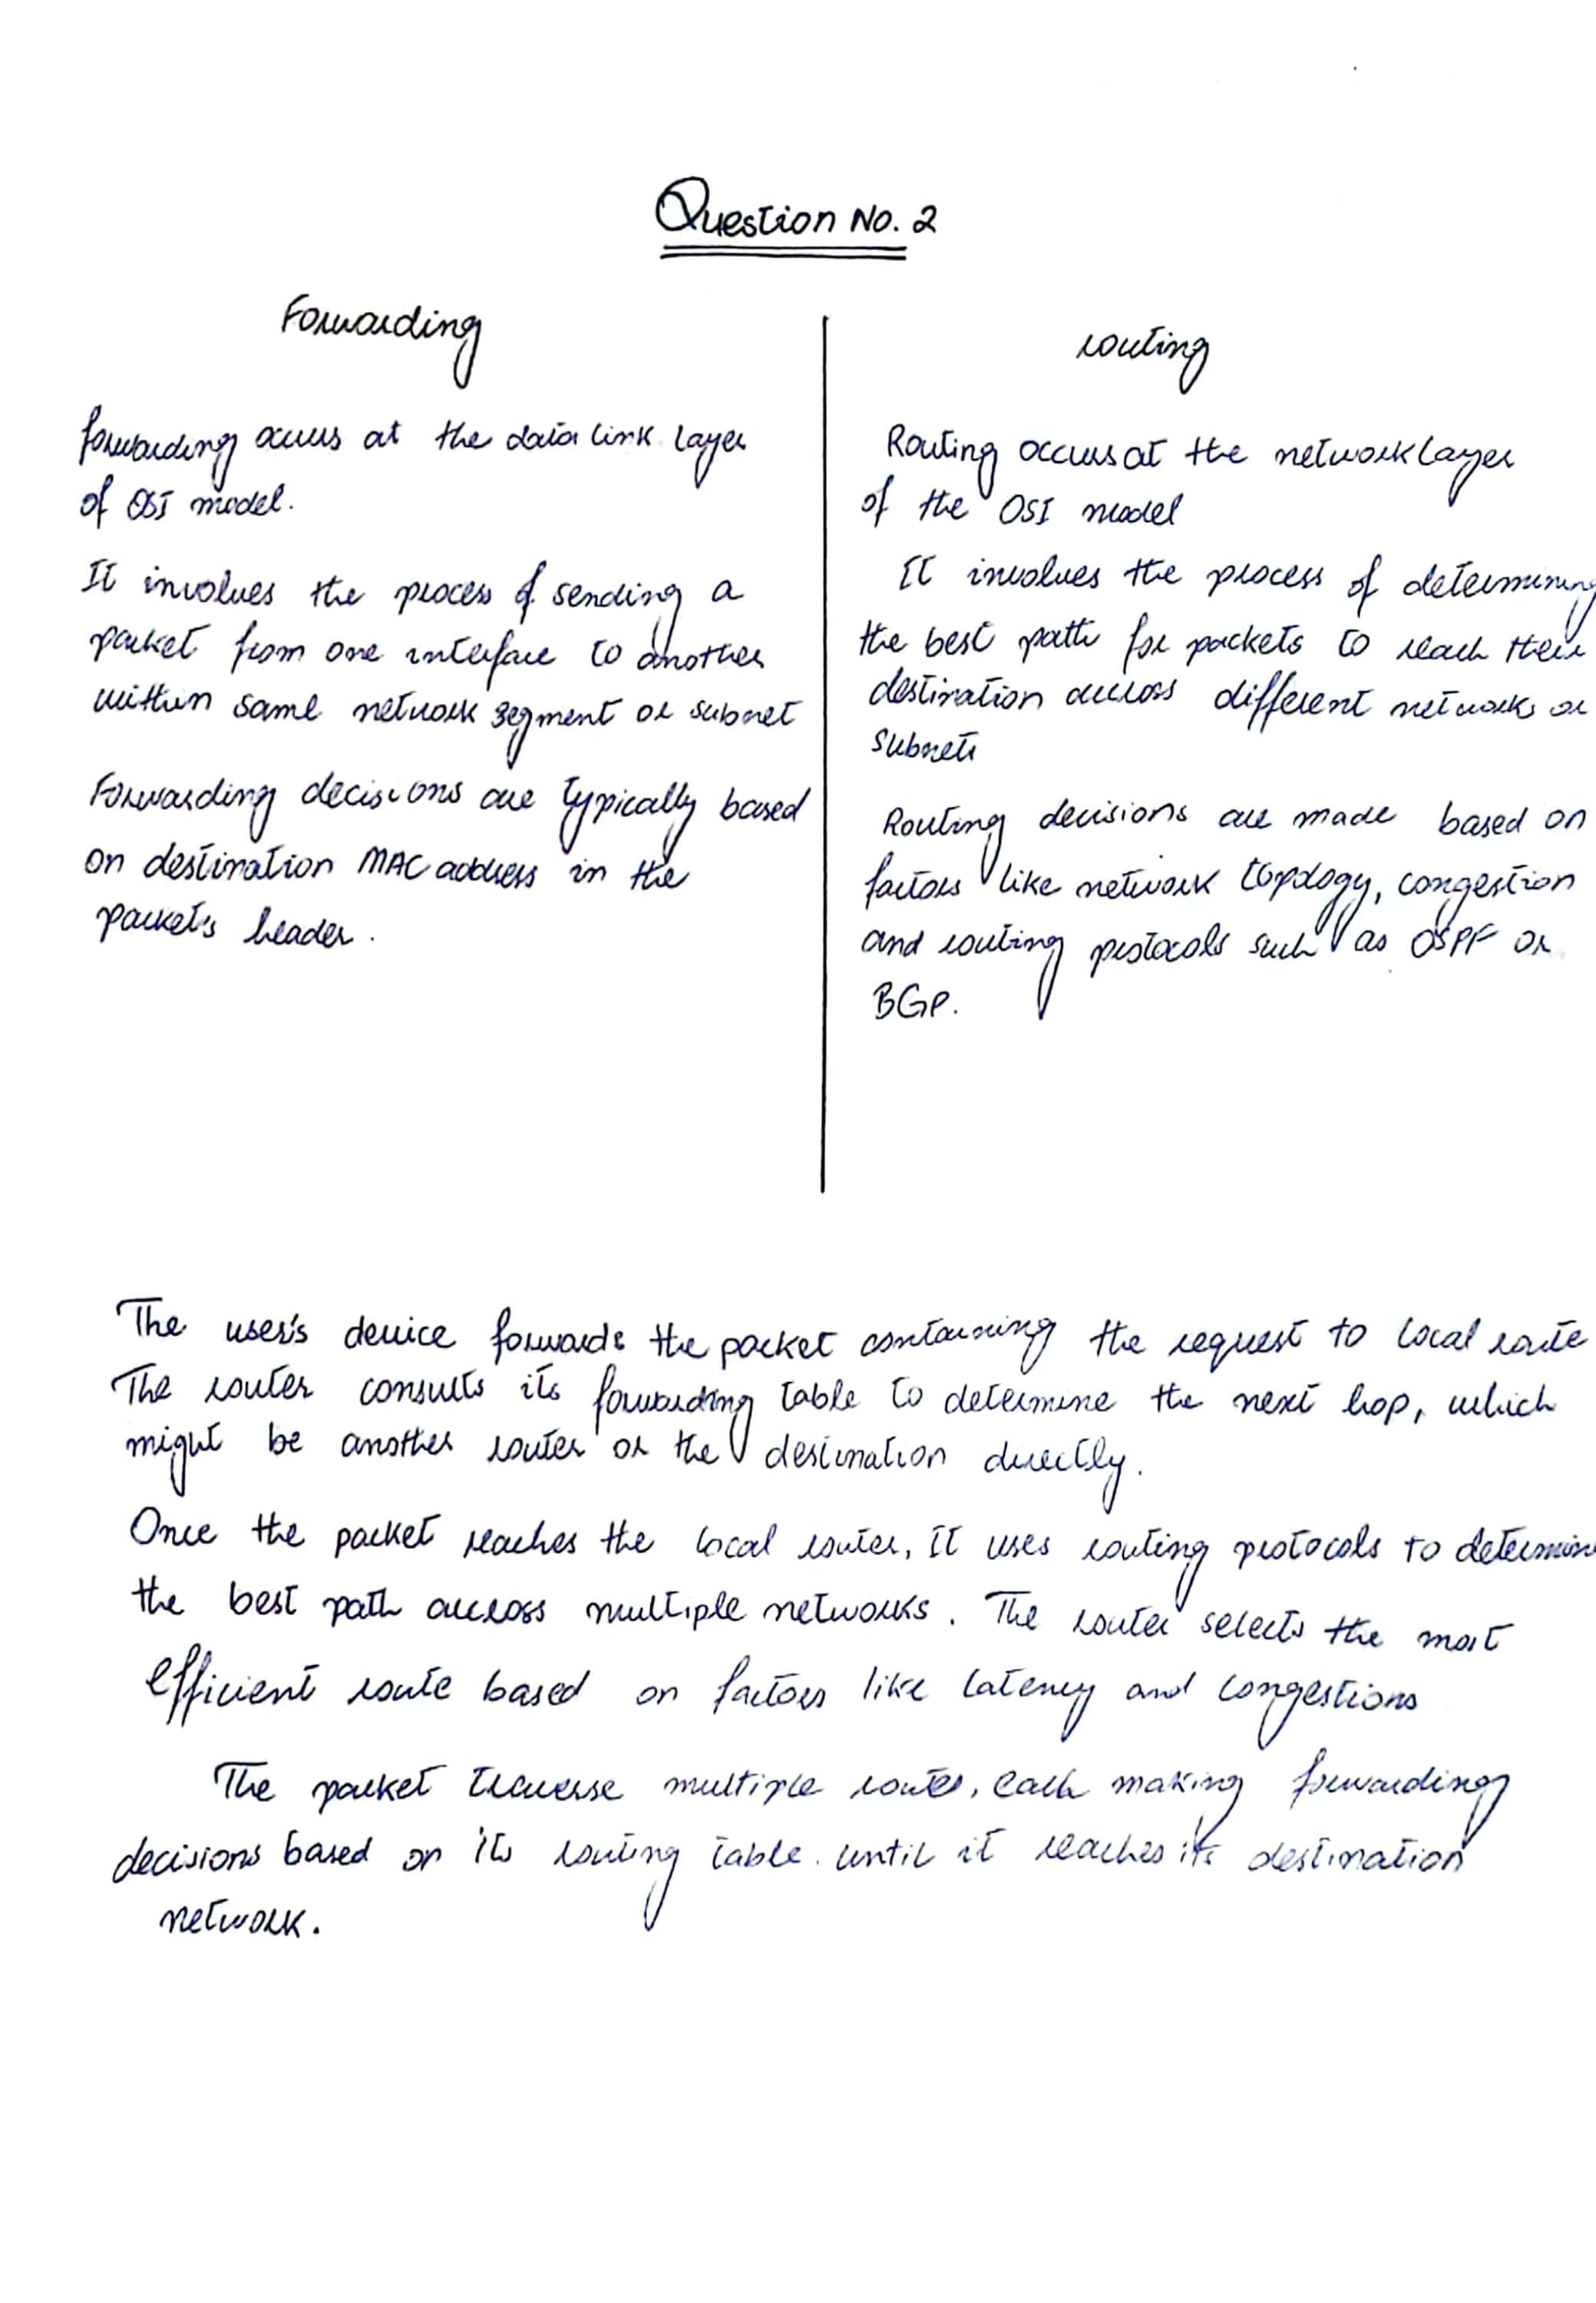 Question No. 2
Forwarding
forwarding occurs at the data link layer
of OSI model.
It involves the process of sending a
packet from one interface to another
within same network segment or subnet
Forwarding decisions are typically based
on destination MAC address in the
packet's header.
routing
Routing occurs at the network layer
of the OSI model
It involves the process of determining
the best path for packets to reach their
destination accross different networks or
subnets
Routing decisions are made based on
factors like network topology, congestion
and routing protocols such as OSPF or
BGP.
The user's device forwards the packet containing the request to local route
The router consults its forwarding table to determine the next hop, which
might be another router or the destination directly.
Once the packet reaches the local router, It uses routing protocols to determine
the best path accross multiple networks. The router selects the most
efficient route based on factors like latency and congestions
The packet traverse multiple routes, each making forwarding
decisions based on its routing table. until it reaches its destination
network.